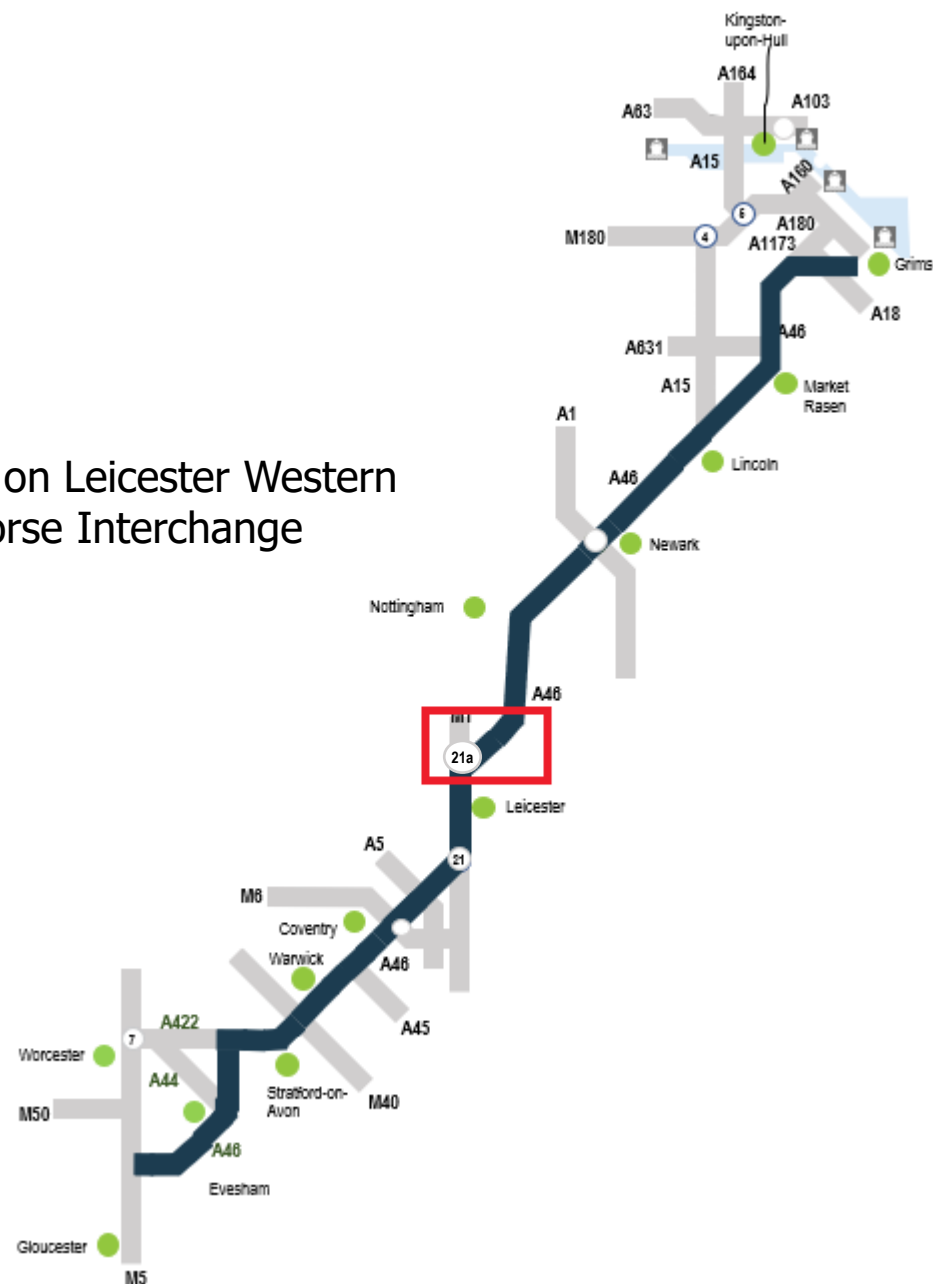 Kingston-
upon-Hull
A164
A63
A103
A15
A160
5
M180
4
A180
A1173
Grims
A18
A46
A631
A15
Market
Rasen
A1
on Leicester Western
Lincoln
A46
orse Interchange
Newark
Nottingham
A46
M1
21a
Leicester
A5
21
M6
Coventry
Warwick
A46
A422
A45
7
Worcester
A44
Stratford-on-
Avon
M40
M50
A46
Evesham
Gloucester
M5